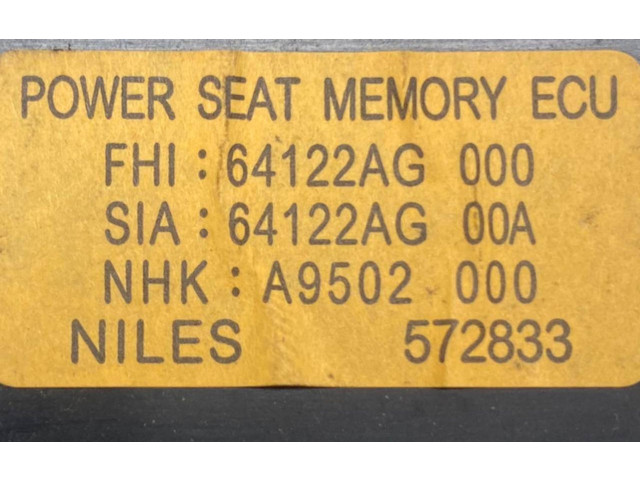 POWER SEAT MEMORY ECU
FHI : 64122AG 000
SIA : 64122AG 00A
NHK : A9502 000
NILES 572833